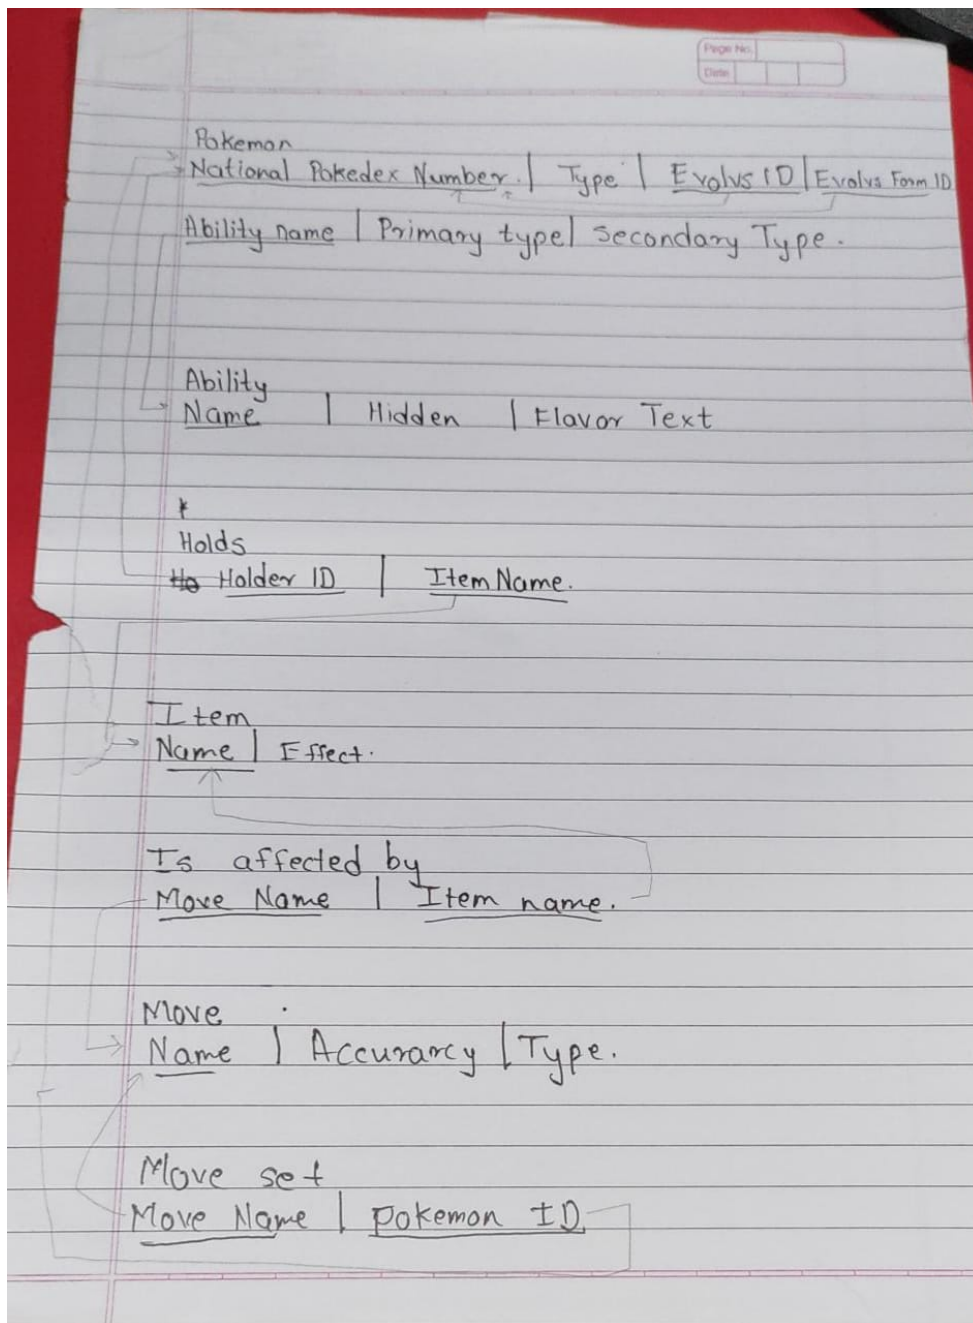 Page No.
Date
Pokemon
National Pokedex Number. | Type | Evolvs ID | Evolvs Form ID
Ability name | Primary type | Secondary Type.
Ability
Name | Hidden | Flavor Text
Holds
Holder ID | Item Name.
Item
Name | Effect.
Is affected by
Move Name | Item name.
Move
Name | Accurarcy | Type.
Move set
Move Name | Pokemon ID